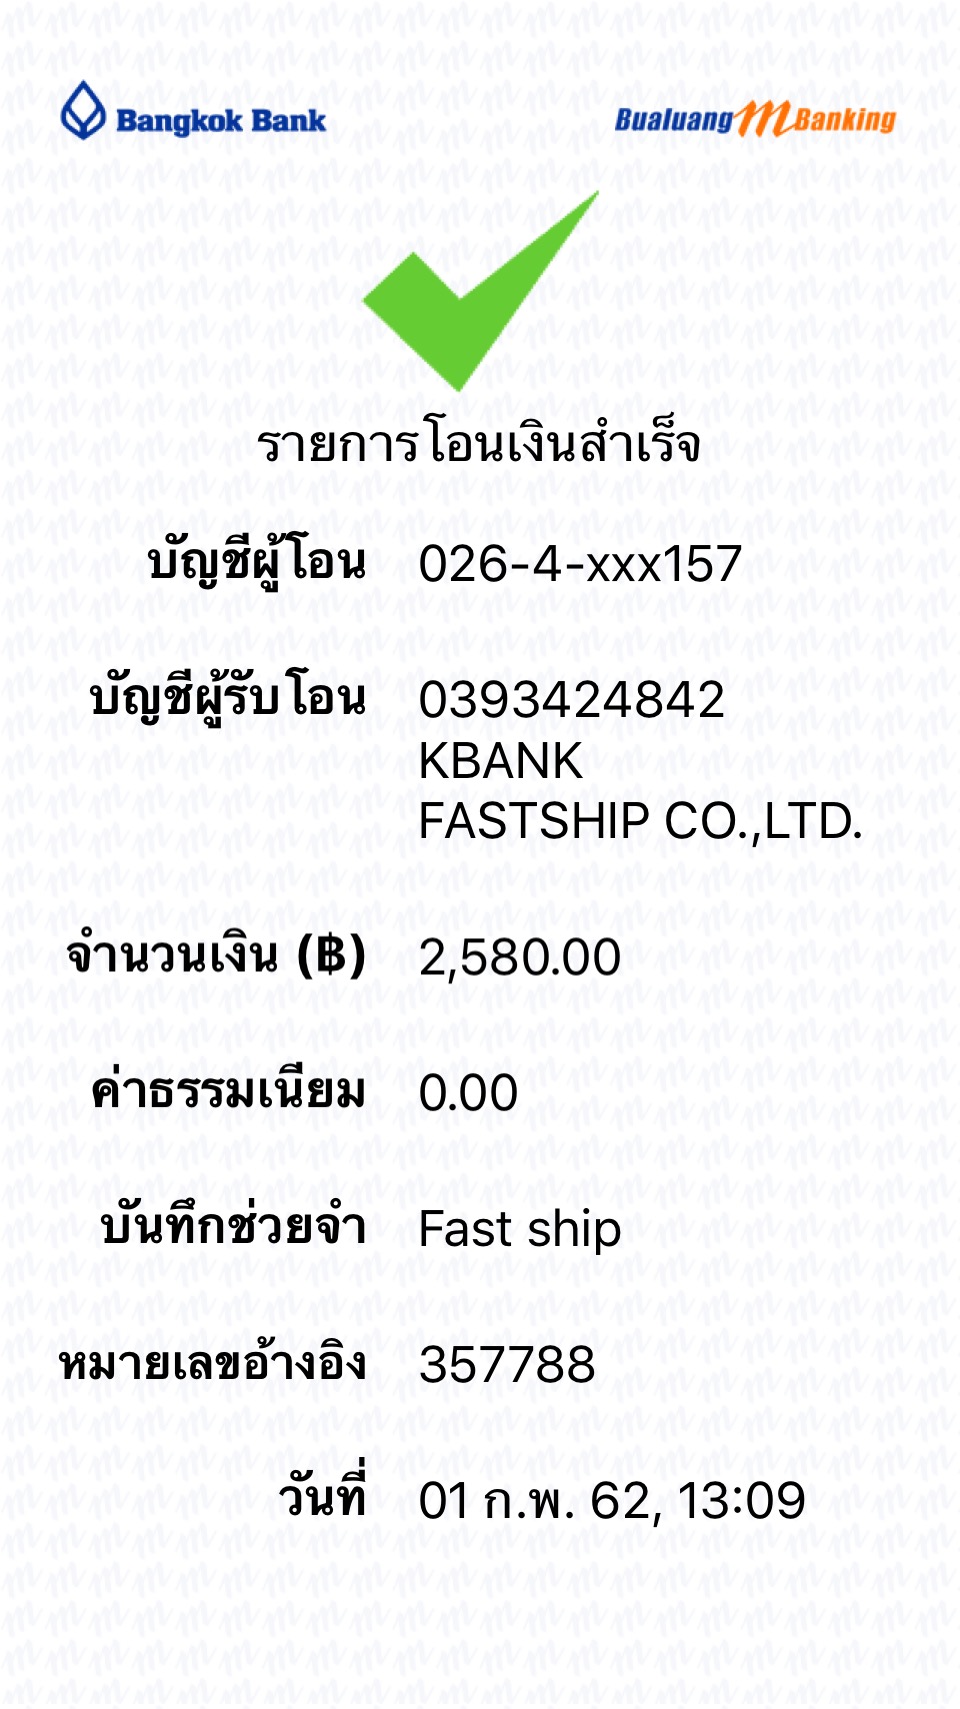 Bangkok Bank
Bualuang mBanking
รายการโอนเงินสำเร็จ
บัญชีผู้โอน 026-4-xxx157
บัญชีผู้รับโอน 0393424842
KBANK
FASTSHIP CO.,LTD.
จำนวนเงิน (฿) 2,580.00
ค่าธรรมเนียม 0.00
บันทึกช่วยจำ Fast ship
หมายเลขอ้างอิง 357788
วันที่ 01 ก.พ. 62, 13:09